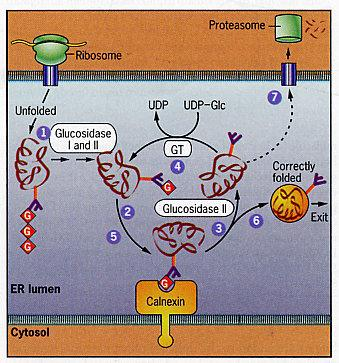 Proteasome
Ribosome
7
UDP
UDP–Glc
Unfolded
1
Glucosidase
I and II
GT
4
Correctly
folded
G
2
Glucosidase II
3
6
Exit
5
G
G
G
G
ER lumen
Calnexin
Cytosol